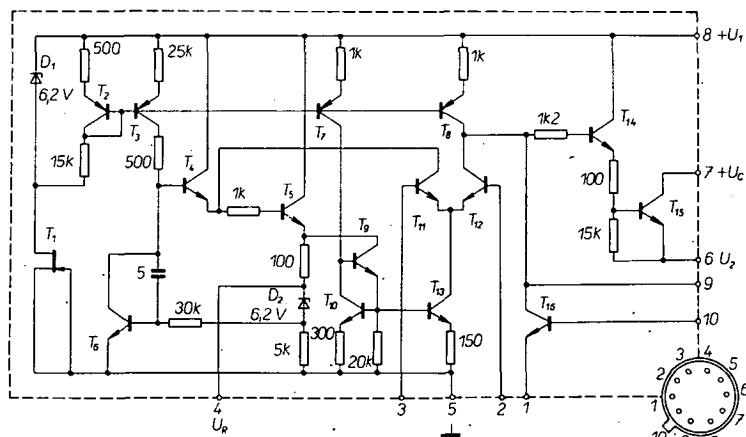 500
25k
1k
1k
8 +U₁
D₁
6,2 V
T₂
T₃
T₇
T₈
1k2
T₁₄
15k
500
T₄
1k
T₅
100
7 +U_C
T₁₁
T₁₂
T₁₅
T₁
T₉
15k
100
6 U₂
5
D₂
6,2 V
T₁₀
T₁₃
9
T₆
30k
300
T₁₆
10
5k
20k
150
4
3
5
2
1
U_R
3
4
5
2
6
1
7
10